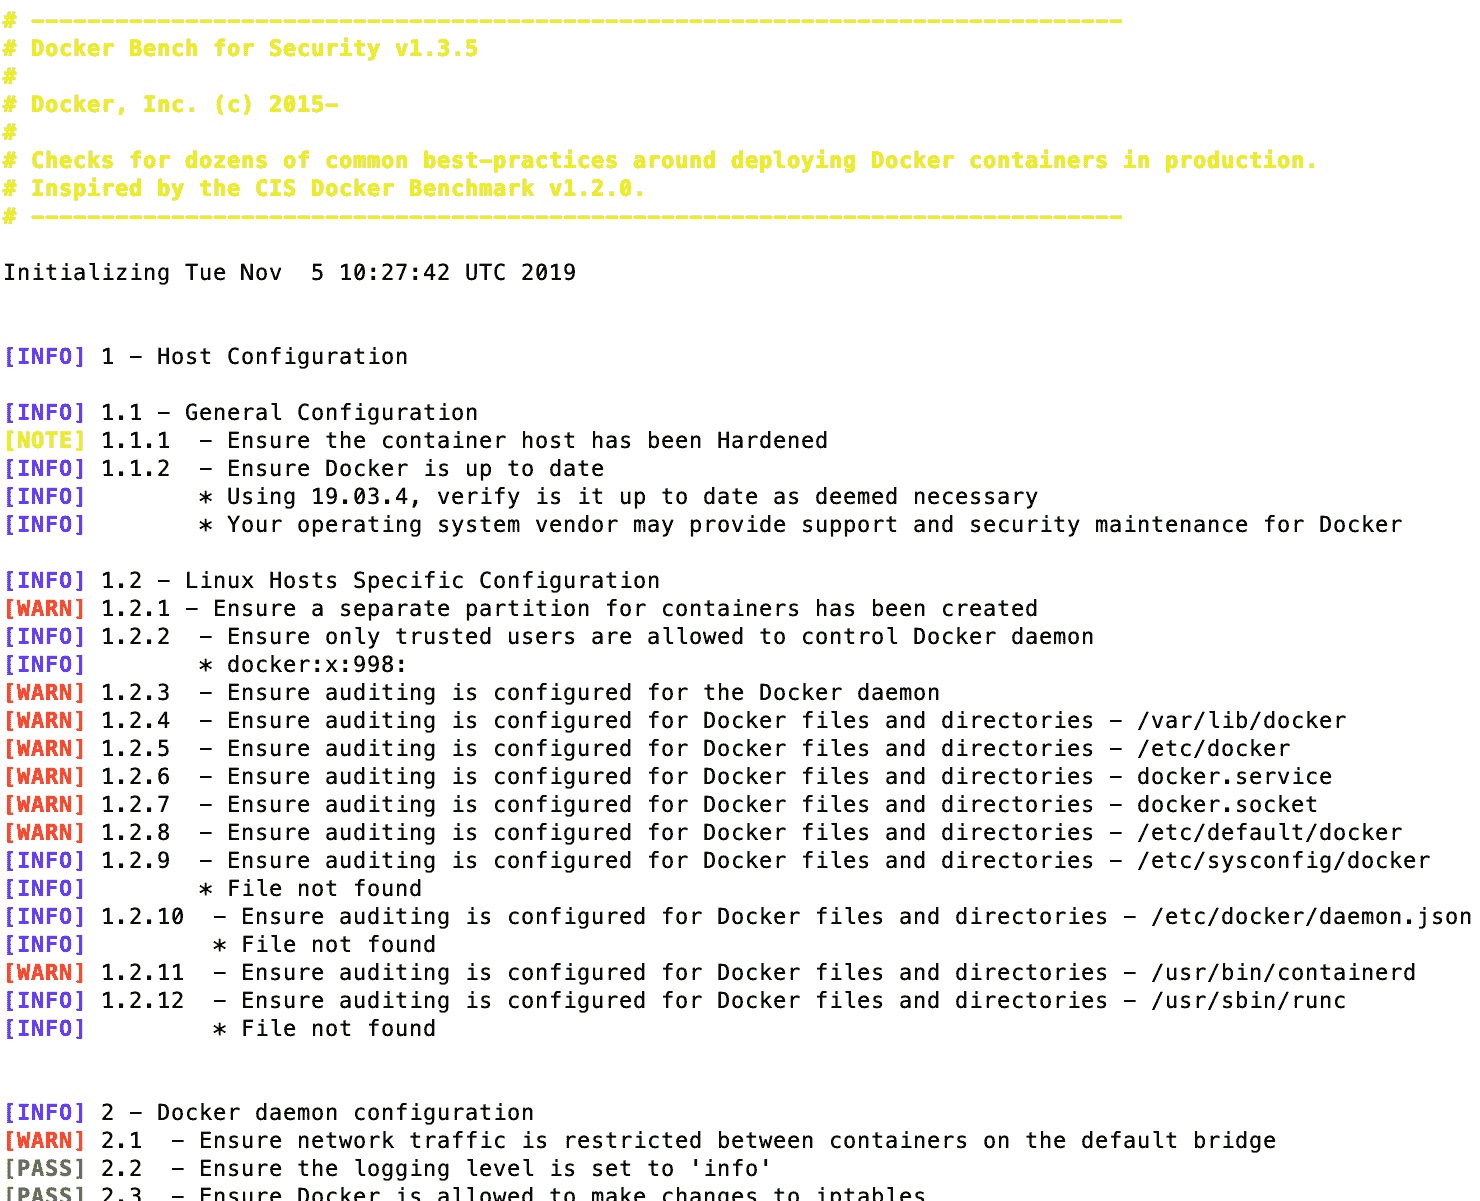 # ------------------------------------------------------------------------------
# Docker Bench for Security v1.3.5
#
# Docker, Inc. (c) 2015-
#
# Checks for dozens of common best-practices around deploying Docker containers in production.
# Inspired by the CIS Docker Benchmark v1.2.0.
# ------------------------------------------------------------------------------
Initializing Tue Nov  5 10:27:42 UTC 2019
[INFO] 1 - Host Configuration
[INFO] 1.1 - General Configuration
[NOTE] 1.1.1  - Ensure the container host has been Hardened
[INFO] 1.1.2  - Ensure Docker is up to date
[INFO]        * Using 19.03.4, verify is it up to date as deemed necessary
[INFO]        * Your operating system vendor may provide support and security maintenance for Docker
[INFO] 1.2 - Linux Hosts Specific Configuration
[WARN] 1.2.1 - Ensure a separate partition for containers has been created
[INFO] 1.2.2  - Ensure only trusted users are allowed to control Docker daemon
[INFO]        * docker:x:998:
[WARN] 1.2.3  - Ensure auditing is configured for the Docker daemon
[WARN] 1.2.4  - Ensure auditing is configured for Docker files and directories - /var/lib/docker
[WARN] 1.2.5  - Ensure auditing is configured for Docker files and directories - /etc/docker
[WARN] 1.2.6  - Ensure auditing is configured for Docker files and directories - docker.service
[WARN] 1.2.7  - Ensure auditing is configured for Docker files and directories - docker.socket
[WARN] 1.2.8  - Ensure auditing is configured for Docker files and directories - /etc/default/docker
[INFO] 1.2.9  - Ensure auditing is configured for Docker files and directories - /etc/sysconfig/docker
[INFO]        * File not found
[INFO] 1.2.10  - Ensure auditing is configured for Docker files and directories - /etc/docker/daemon.json
[INFO]         * File not found
[WARN] 1.2.11  - Ensure auditing is configured for Docker files and directories - /usr/bin/containerd
[INFO] 1.2.12  - Ensure auditing is configured for Docker files and directories - /usr/sbin/runc
[INFO]         * File not found
[INFO] 2 - Docker daemon configuration
[WARN] 2.1  - Ensure network traffic is restricted between containers on the default bridge
[PASS] 2.2  - Ensure the logging level is set to 'info'
[PASS] 2.3  - Ensure Docker is allowed to make changes to iptables